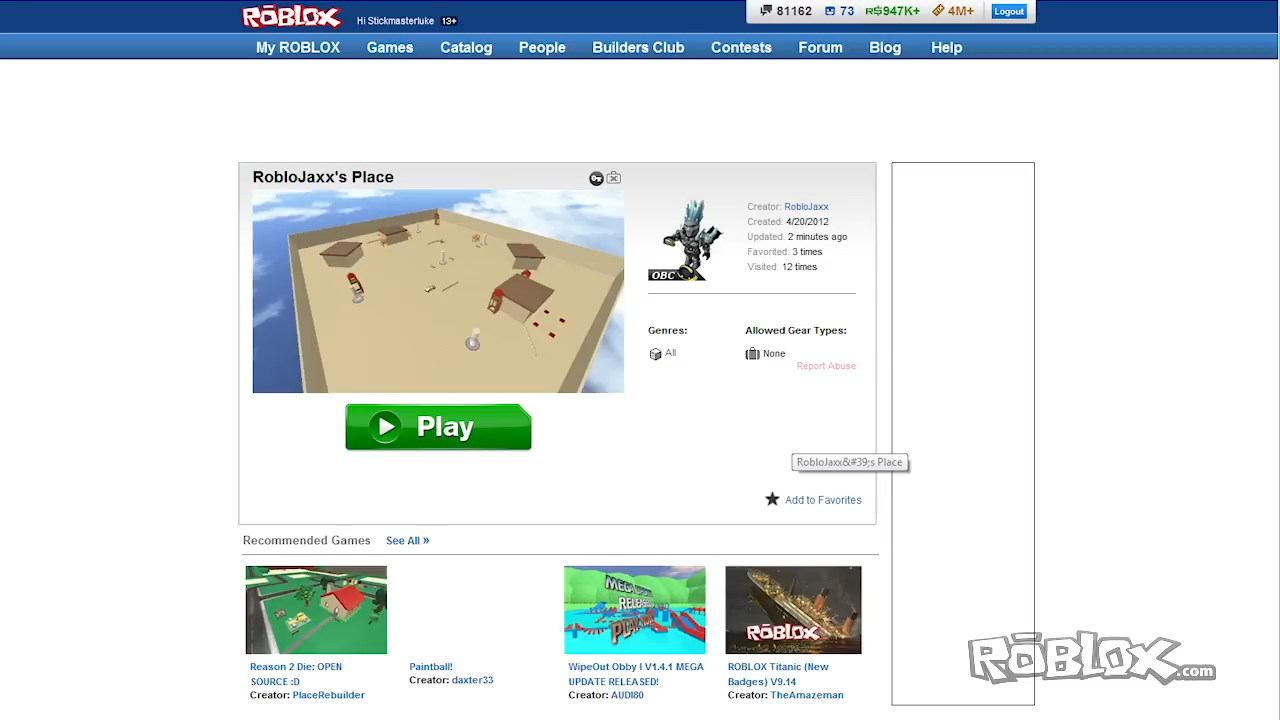 ROBLOX
Hi Stickmasterluke 13+
81162 73 R$947K+ 4M+ Logout
My ROBLOX Games Catalog People Builders Club Contests Forum Blog Help
RobloJaxx's Place
Creator: RobloJaxx
Created: 4/20/2012
Updated: 2 minutes ago
Favorited: 3 times
Visited: 12 times
OBC
Genres: Allowed Gear Types:
All None
Report Abuse
Play
RobloJaxx&#39;s Place
Add to Favorites
Recommended Games See All »
MEGA
RELEASED
PLAY NOW
ROBLOX
Reason 2 Die: OPEN
SOURCE :D
Creator: PlaceRebuilder
Paintball!
Creator: daxter33
WipeOut Obby l V1.4.1 MEGA
UPDATE RELEASED!
Creator: AUDI80
ROBLOX Titanic (New
Badges) V9.14
Creator: TheAmazeman
ROBLOX.com